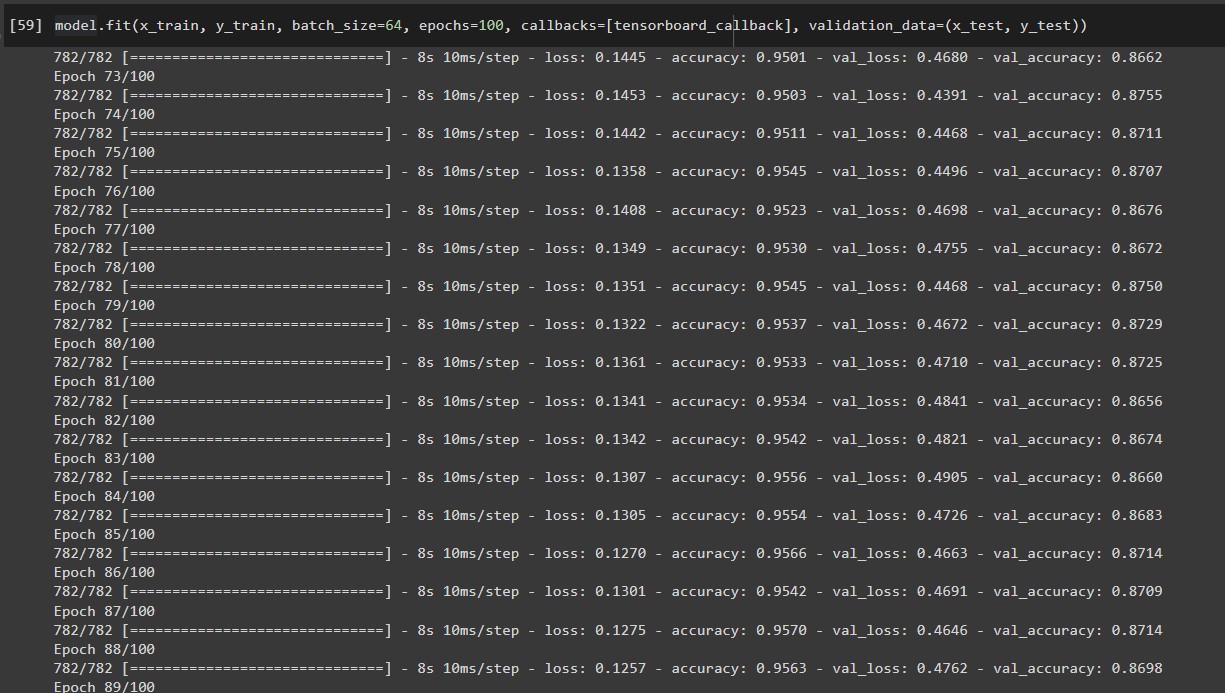 [59] model.fit(x_train, y_train, batch_size=64, epochs=100, callbacks=[tensorboard_callback], validation_data=(x_test, y_test))
782/782 [==============================] - 8s 10ms/step - loss: 0.1445 - accuracy: 0.9501 - val_loss: 0.4680 - val_accuracy: 0.8662
Epoch 73/100
782/782 [==============================] - 8s 10ms/step - loss: 0.1453 - accuracy: 0.9503 - val_loss: 0.4391 - val_accuracy: 0.8755
Epoch 74/100
782/782 [==============================] - 8s 10ms/step - loss: 0.1442 - accuracy: 0.9511 - val_loss: 0.4468 - val_accuracy: 0.8711
Epoch 75/100
782/782 [==============================] - 8s 10ms/step - loss: 0.1358 - accuracy: 0.9545 - val_loss: 0.4496 - val_accuracy: 0.8707
Epoch 76/100
782/782 [==============================] - 8s 10ms/step - loss: 0.1408 - accuracy: 0.9523 - val_loss: 0.4698 - val_accuracy: 0.8676
Epoch 77/100
782/782 [==============================] - 8s 10ms/step - loss: 0.1349 - accuracy: 0.9530 - val_loss: 0.4755 - val_accuracy: 0.8672
Epoch 78/100
782/782 [==============================] - 8s 10ms/step - loss: 0.1351 - accuracy: 0.9545 - val_loss: 0.4468 - val_accuracy: 0.8750
Epoch 79/100
782/782 [==============================] - 8s 10ms/step - loss: 0.1322 - accuracy: 0.9537 - val_loss: 0.4672 - val_accuracy: 0.8729
Epoch 80/100
782/782 [==============================] - 8s 10ms/step - loss: 0.1361 - accuracy: 0.9533 - val_loss: 0.4710 - val_accuracy: 0.8725
Epoch 81/100
782/782 [==============================] - 8s 10ms/step - loss: 0.1341 - accuracy: 0.9534 - val_loss: 0.4841 - val_accuracy: 0.8656
Epoch 82/100
782/782 [==============================] - 8s 10ms/step - loss: 0.1342 - accuracy: 0.9542 - val_loss: 0.4821 - val_accuracy: 0.8674
Epoch 83/100
782/782 [==============================] - 8s 10ms/step - loss: 0.1307 - accuracy: 0.9556 - val_loss: 0.4905 - val_accuracy: 0.8660
Epoch 84/100
782/782 [==============================] - 8s 10ms/step - loss: 0.1305 - accuracy: 0.9554 - val_loss: 0.4726 - val_accuracy: 0.8683
Epoch 85/100
782/782 [==============================] - 8s 10ms/step - loss: 0.1270 - accuracy: 0.9566 - val_loss: 0.4663 - val_accuracy: 0.8714
Epoch 86/100
782/782 [==============================] - 8s 10ms/step - loss: 0.1301 - accuracy: 0.9542 - val_loss: 0.4691 - val_accuracy: 0.8709
Epoch 87/100
782/782 [==============================] - 8s 10ms/step - loss: 0.1275 - accuracy: 0.9570 - val_loss: 0.4646 - val_accuracy: 0.8714
Epoch 88/100
782/782 [==============================] - 8s 10ms/step - loss: 0.1257 - accuracy: 0.9563 - val_loss: 0.4762 - val_accuracy: 0.8698
Epoch 89/100